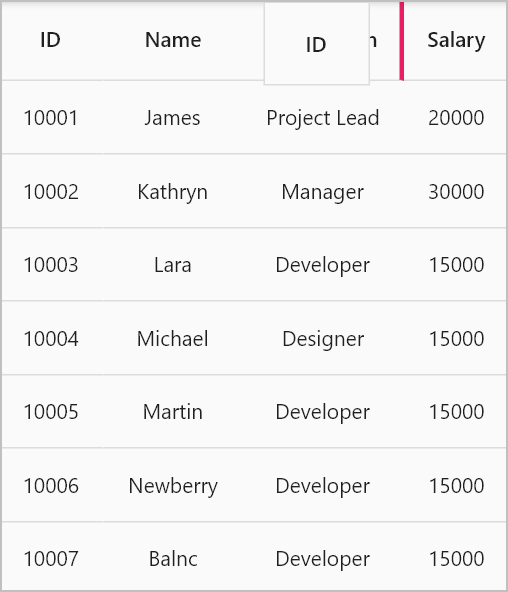 ID Name ID Salary
10001 James Project Lead 20000
10002 Kathryn Manager 30000
10003 Lara Developer 15000
10004 Michael Designer 15000
10005 Martin Developer 15000
10006 Newberry Developer 15000
10007 Balnc Developer 15000